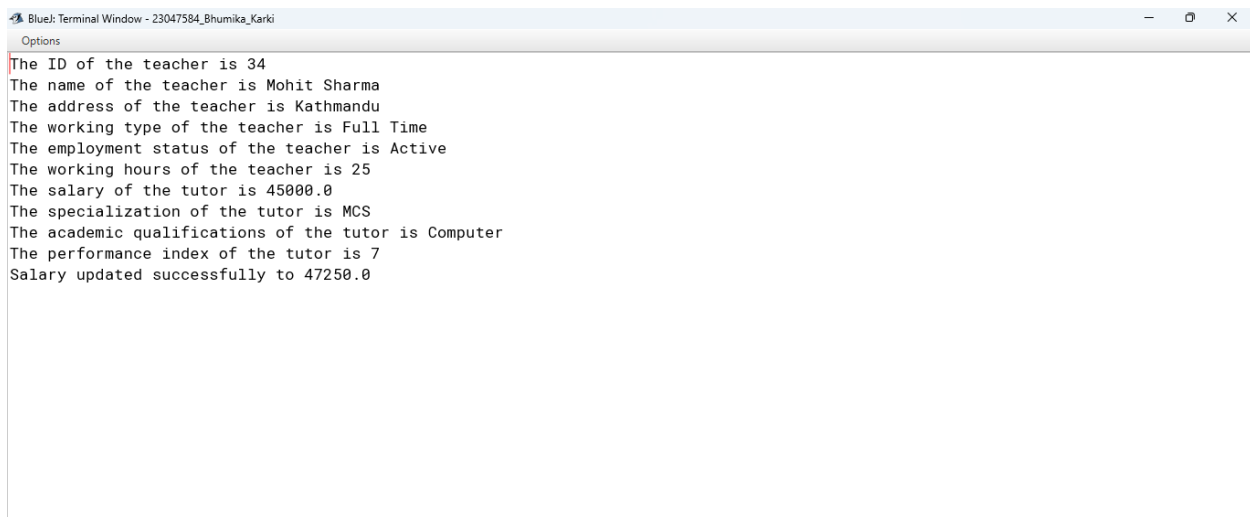 BlueJ: Terminal Window - 23047584_Bhumika_Karki
Options
The ID of the teacher is 34
The name of the teacher is Mohit Sharma
The address of the teacher is Kathmandu
The working type of the teacher is Full Time
The employment status of the teacher is Active
The working hours of the teacher is 25
The salary of the tutor is 45000.0
The specialization of the tutor is MCS
The academic qualifications of the tutor is Computer
The performance index of the tutor is 7
Salary updated successfully to 47250.0